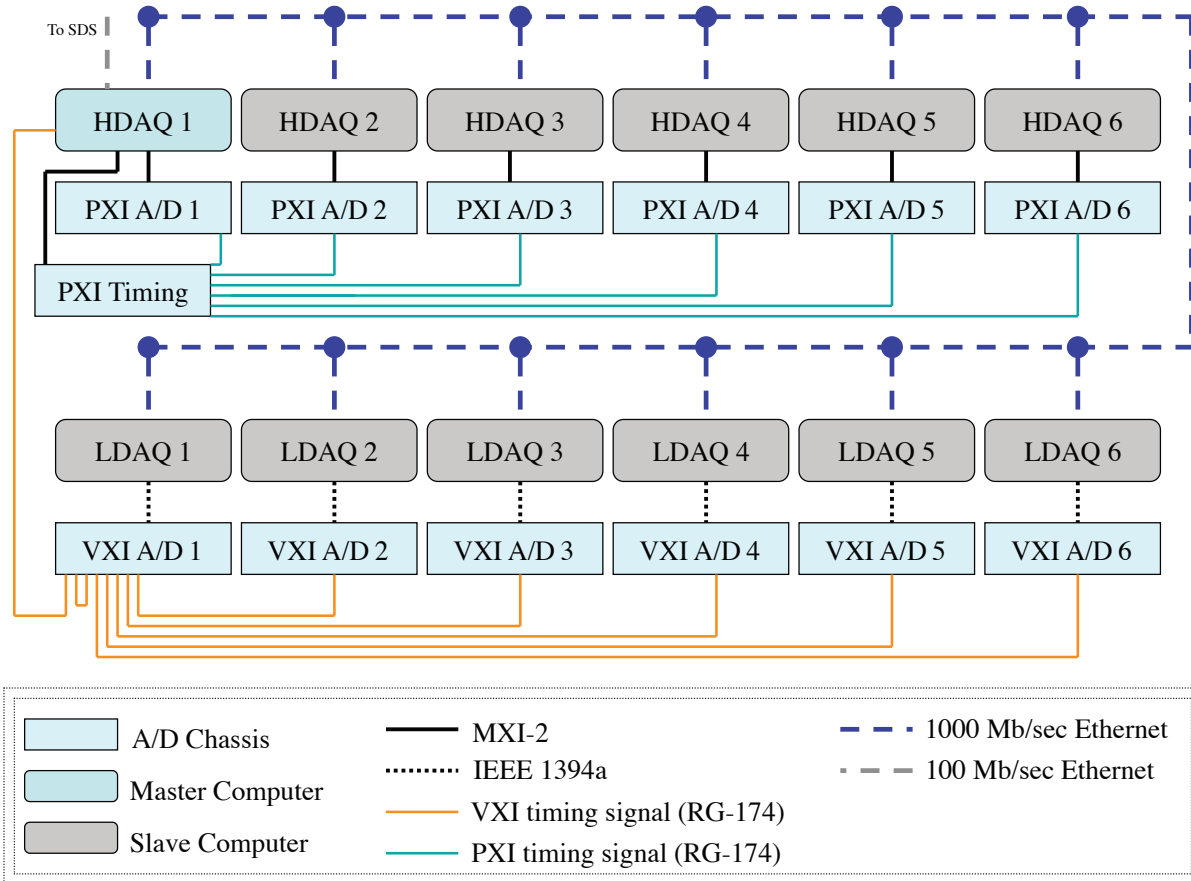 To SDS
HDAQ 1
HDAQ 2
HDAQ 3
HDAQ 4
HDAQ 5
HDAQ 6
PXI A/D 1
PXI A/D 2
PXI A/D 3
PXI A/D 4
PXI A/D 5
PXI A/D 6
PXI Timing
LDAQ 1
LDAQ 2
LDAQ 3
LDAQ 4
LDAQ 5
LDAQ 6
VXI A/D 1
VXI A/D 2
VXI A/D 3
VXI A/D 4
VXI A/D 5
VXI A/D 6
A/D Chassis
Master Computer
Slave Computer
MXI-2
IEEE 1394a
VXI timing signal (RG-174)
PXI timing signal (RG-174)
1000 Mb/sec Ethernet
100 Mb/sec Ethernet